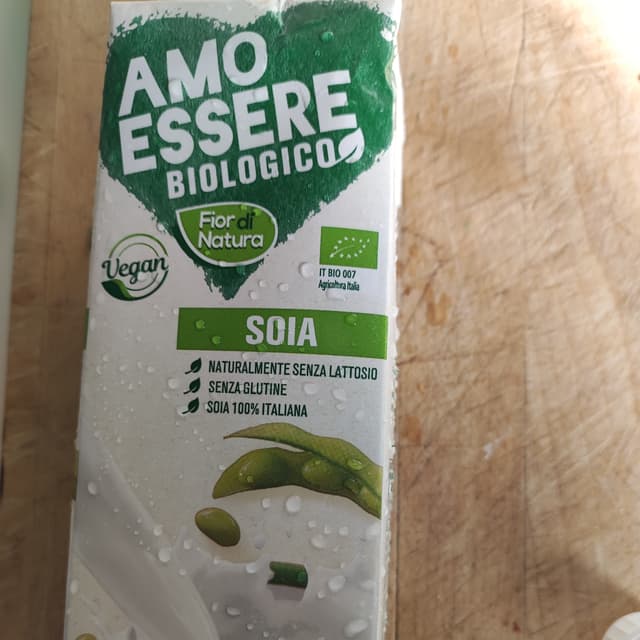 AMO
ESSERE
BIOLOGICO
Fior di
Natura
Vegan
IT BIO 007
Agricoltura Italia
SOIA
NATURALMENTE SENZA LATTOSIO
SENZA GLUTINE
SOIA 100% ITALIANA